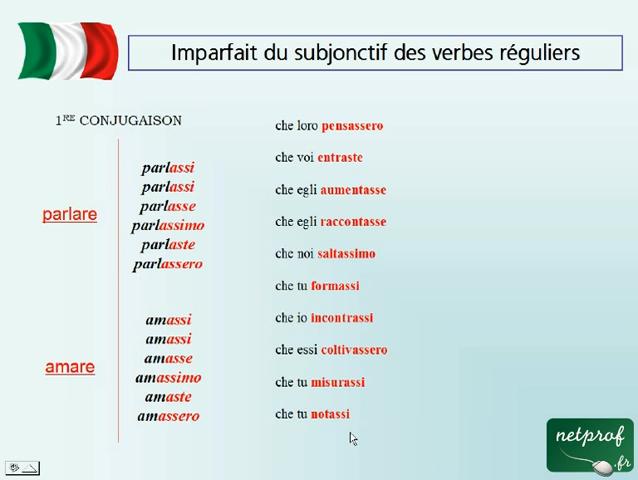 Imparfait du subjonctif des verbes réguliers
1RE CONJUGAISON
parlare
parlassi
parlassi
parlasse
parlassimo
parlaste
parlassero
amare
amassi
amassi
amasse
amassimo
amaste
amassero
che loro pensassero
che voi entraste
che egli aumentasse
che egli raccontasse
che noi saltassimo
che tu formassi
che io incontrassi
che essi coltivassero
che tu misurassi
che tu notassi
netprof
.fr